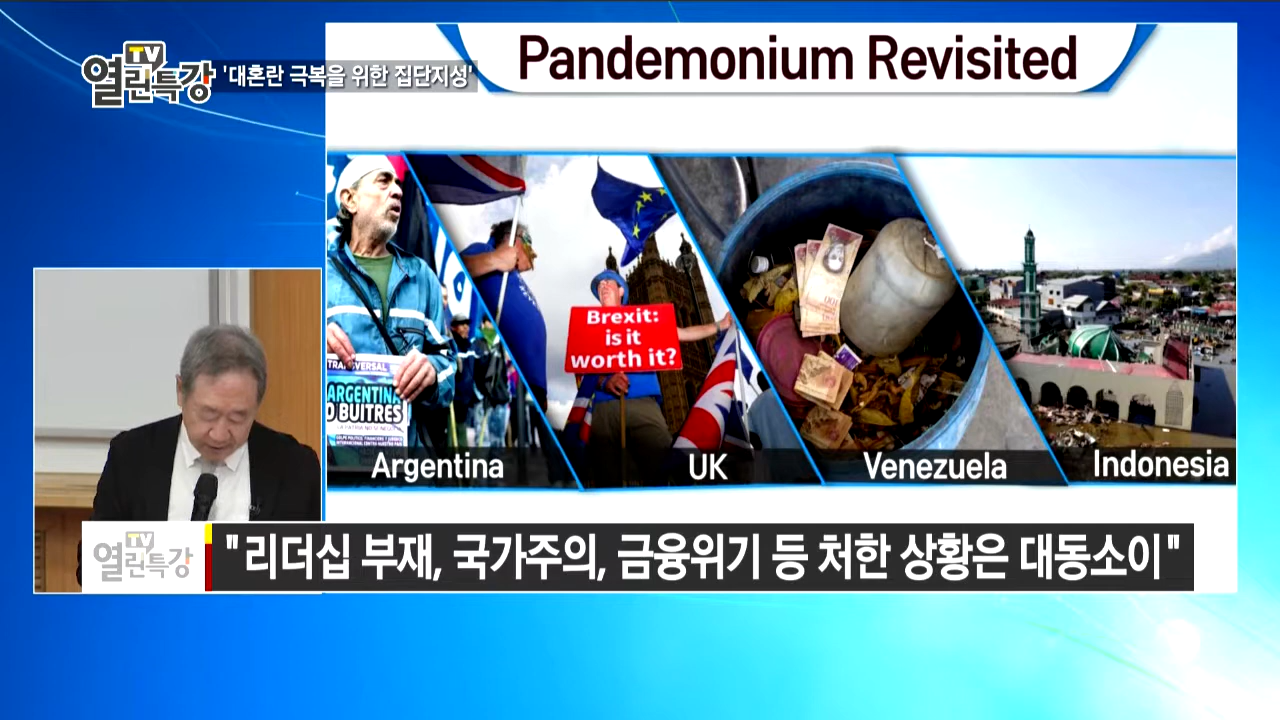 TV
열린특강
'대혼란 극복을 위한 집단지성'
Pandemonium Revisited
Brexit:
is it
worth it?
ARGENTINA
O BUITRES
Argentina
UK
Venezuela
Indonesia
TV
열린특강
"리더십 부재, 국가주의, 금융위기 등 처한 상황은 대동소이"